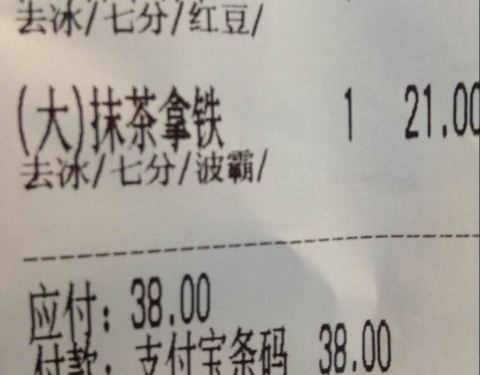 去冰/七分/红豆/
(大)抹茶拿铁 1 21.00
去冰/七分/波霸/
应付: 38.00
付款: 支付宝条码 38.00